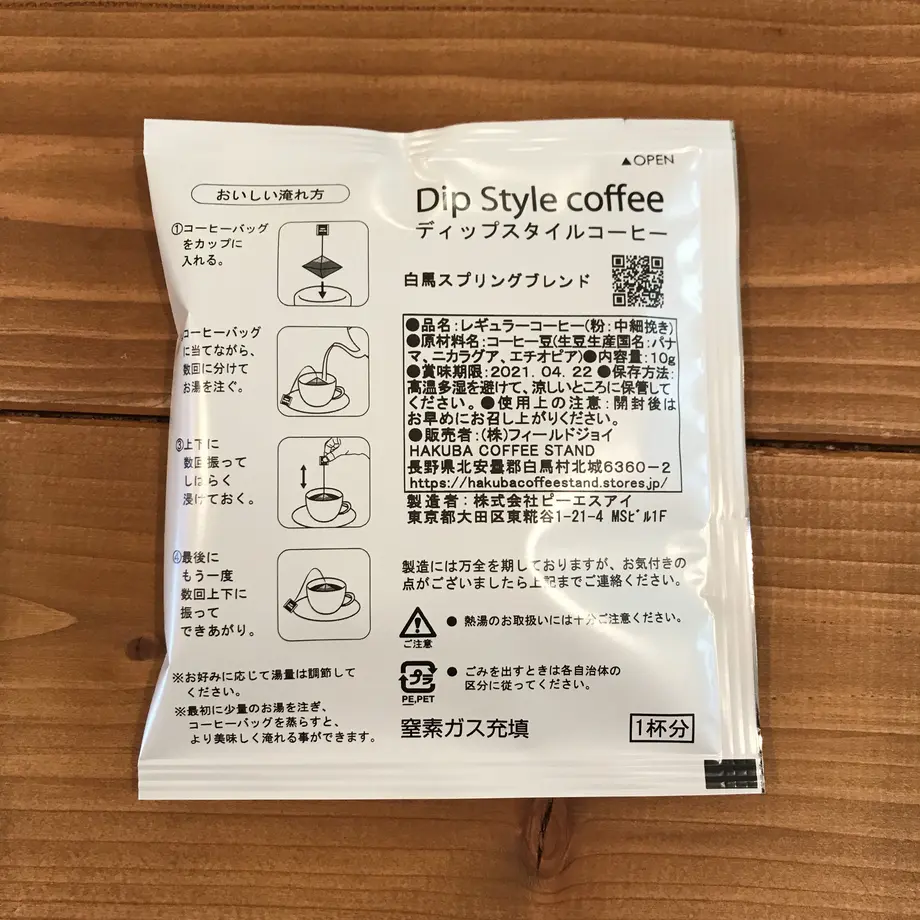 おいしい淹れ方
①コーヒーバッグ
をカップに
入れる。
コーヒーバッグ
に当てながら、
数回に分けて
お湯を注ぐ。
③上下に
数回振って
しばらく
浸けておく。
④最後に
もう一度
数回上下に
振って
できあがり。
※お好みに応じて湯量は調節して
ください。
※最初に少量のお湯を注ぎ、
コーヒーバッグを蒸らすと、
より美味しく淹れる事ができます。
▲OPEN
Dip Style coffee
ディップスタイルコーヒー
白馬スプリングブレンド
●品名:レギュラーコーヒー(粉:中細挽き)
●原材料名:コーヒー豆(生豆生産国名:パナ
マ、ニカラグア、エチオピア)●内容量:10g
●賞味期限:2021. 04. 22 ●保存方法:
高温多湿を避けて、涼しいところに保管して
ください。●使用上の注意:開封後は
お早めにお召し上がりください。
●販売者:(株)フィールドジョイ
HAKUBA COFFEE STAND
長野県北安曇郡白馬村北城6360−2
https://hakubacoffeestand.stores.jp/
製造者:株式会社ピーエスアイ
東京都大田区東糀谷1-21-4 MSビル1F
製造には万全を期しておりますが、お気付きの
点がございましたら上記までご連絡ください。
ご注意
● 熱湯のお取扱いには十分ご注意ください。
プラ
PE,PET
● ごみを出すときは各自治体の
区分に従ってください。
窒素ガス充填
1杯分